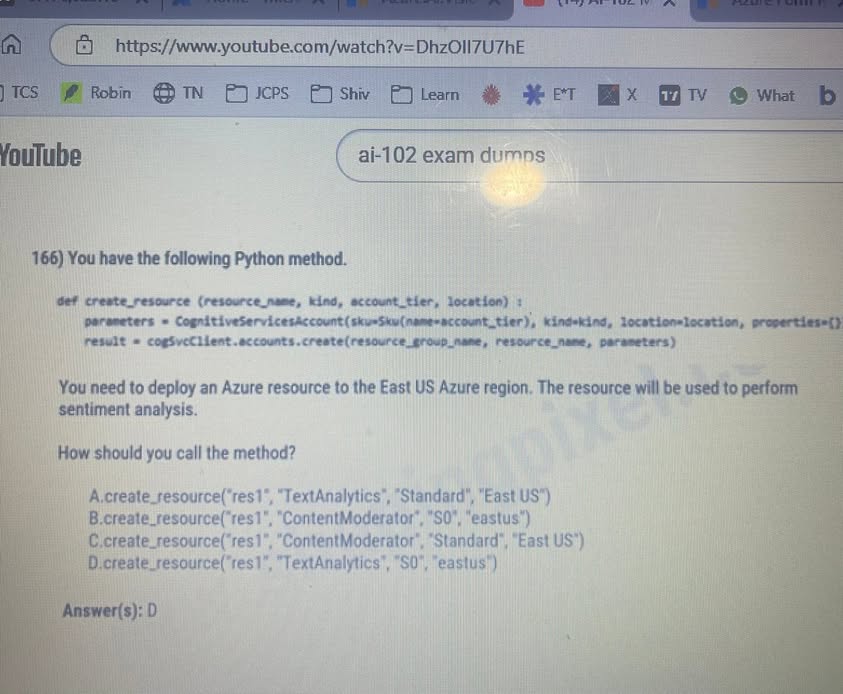 https://www.youtube.com/watch?v=DhzOIl7U7hE
TCS Robin TN JCPS Shiv Learn E*T X 17 TV What b
YouTube
ai-102 exam dumps
166) You have the following Python method.
def create_resource (resource_name, kind, account_tier, location) :
parameters = CognitiveServicesAccount(sku=Sku(name=account_tier), kind=kind, location=location, properties={}
result = cogSvcClient.accounts.create(resource_group_name, resource_name, parameters)
You need to deploy an Azure resource to the East US Azure region. The resource will be used to perform
sentiment analysis.
How should you call the method?
A.create_resource("res1", "TextAnalytics", "Standard", "East US")
B.create_resource("res1", "ContentModerator", "S0", "eastus")
C.create_resource("res1", "ContentModerator", "Standard", "East US")
D.create_resource("res1", "TextAnalytics", "S0", "eastus")
Answer(s): D